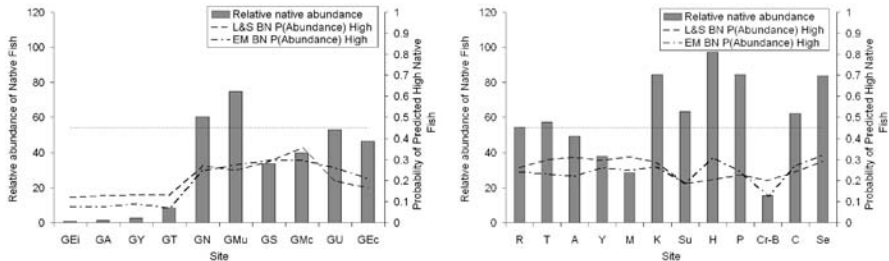 Relative native abundance
L&S BN P(Abundance) High
EM BN P(Abundance) High
Relative abundance of Native Fish
120
100
80
60
40
20
0
1
0.9
0.8
0.7
0.6
0.5
0.4
0.3
0.2
0.1
0
Probability of Predicted High Native
Fish
GEi GA GY GT GN GMu GS GMc GU GEc
Site
Relative native abundance
L&S BN P(Abundance) High
EM BN P(Abundance) High
Relative abundance of Native Fish
120
100
80
60
40
20
0
1
0.9
0.8
0.7
0.6
0.5
0.4
0.3
0.2
0.1
0
Probability of Predicted High Native
Fish
R T A Y M K Su H P Cr-B C Se
Site